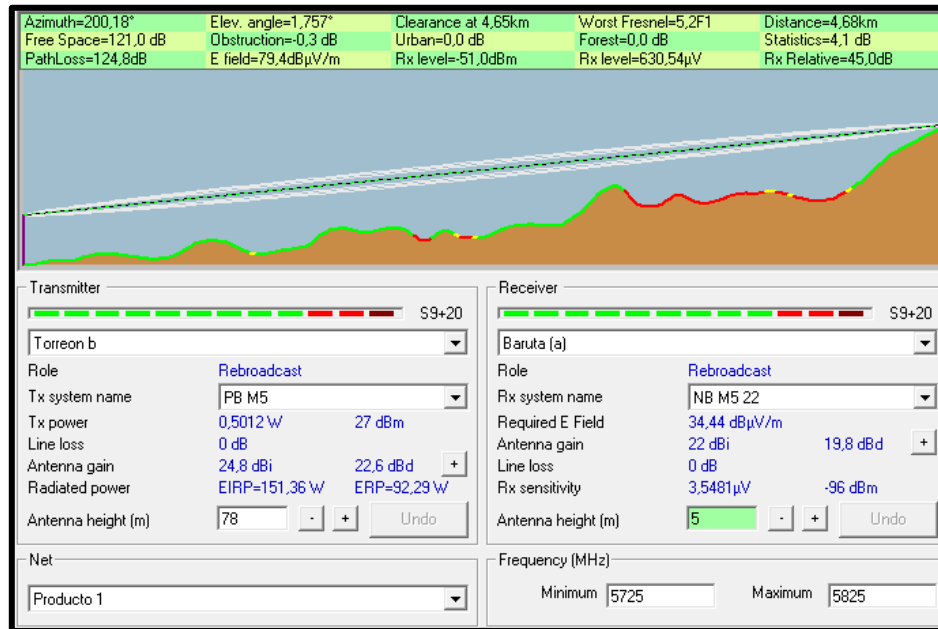 Azimuth=200,18° Elev. angle=1,757° Clearance at 4,65km Worst Fresnel=5,2F1 Distance=4,68km
Free Space=121,0 dB Obstruction=-0,3 dB Urban=0,0 dB Forest=0,0 dB Statistics=4,1 dB
PathLoss=124,8dB E field=79,4dBµV/m Rx level=-51,0dBm Rx level=630,54µV Rx Relative=45,0dB
Transmitter
S9+20
Torreon b
Role Rebroadcast
Tx system name PB M5
Tx power 0,5012 W 27 dBm
Line loss 0 dB
Antenna gain 24,8 dBi 22,6 dBd +
Radiated power EIRP=151,36 W ERP=92,29 W
Antenna height (m) 78 - + Undo
Net
Producto 1
Receiver
S9+20
Baruta (a)
Role Rebroadcast
Rx system name NB M5 22
Required E Field 34,44 dBµV/m
Antenna gain 22 dBi 19,8 dBd +
Line loss 0 dB
Rx sensitivity 3,5481µV -96 dBm
Antenna height (m) 5 - + Undo
Frequency (MHz)
Minimum 5725 Maximum 5825